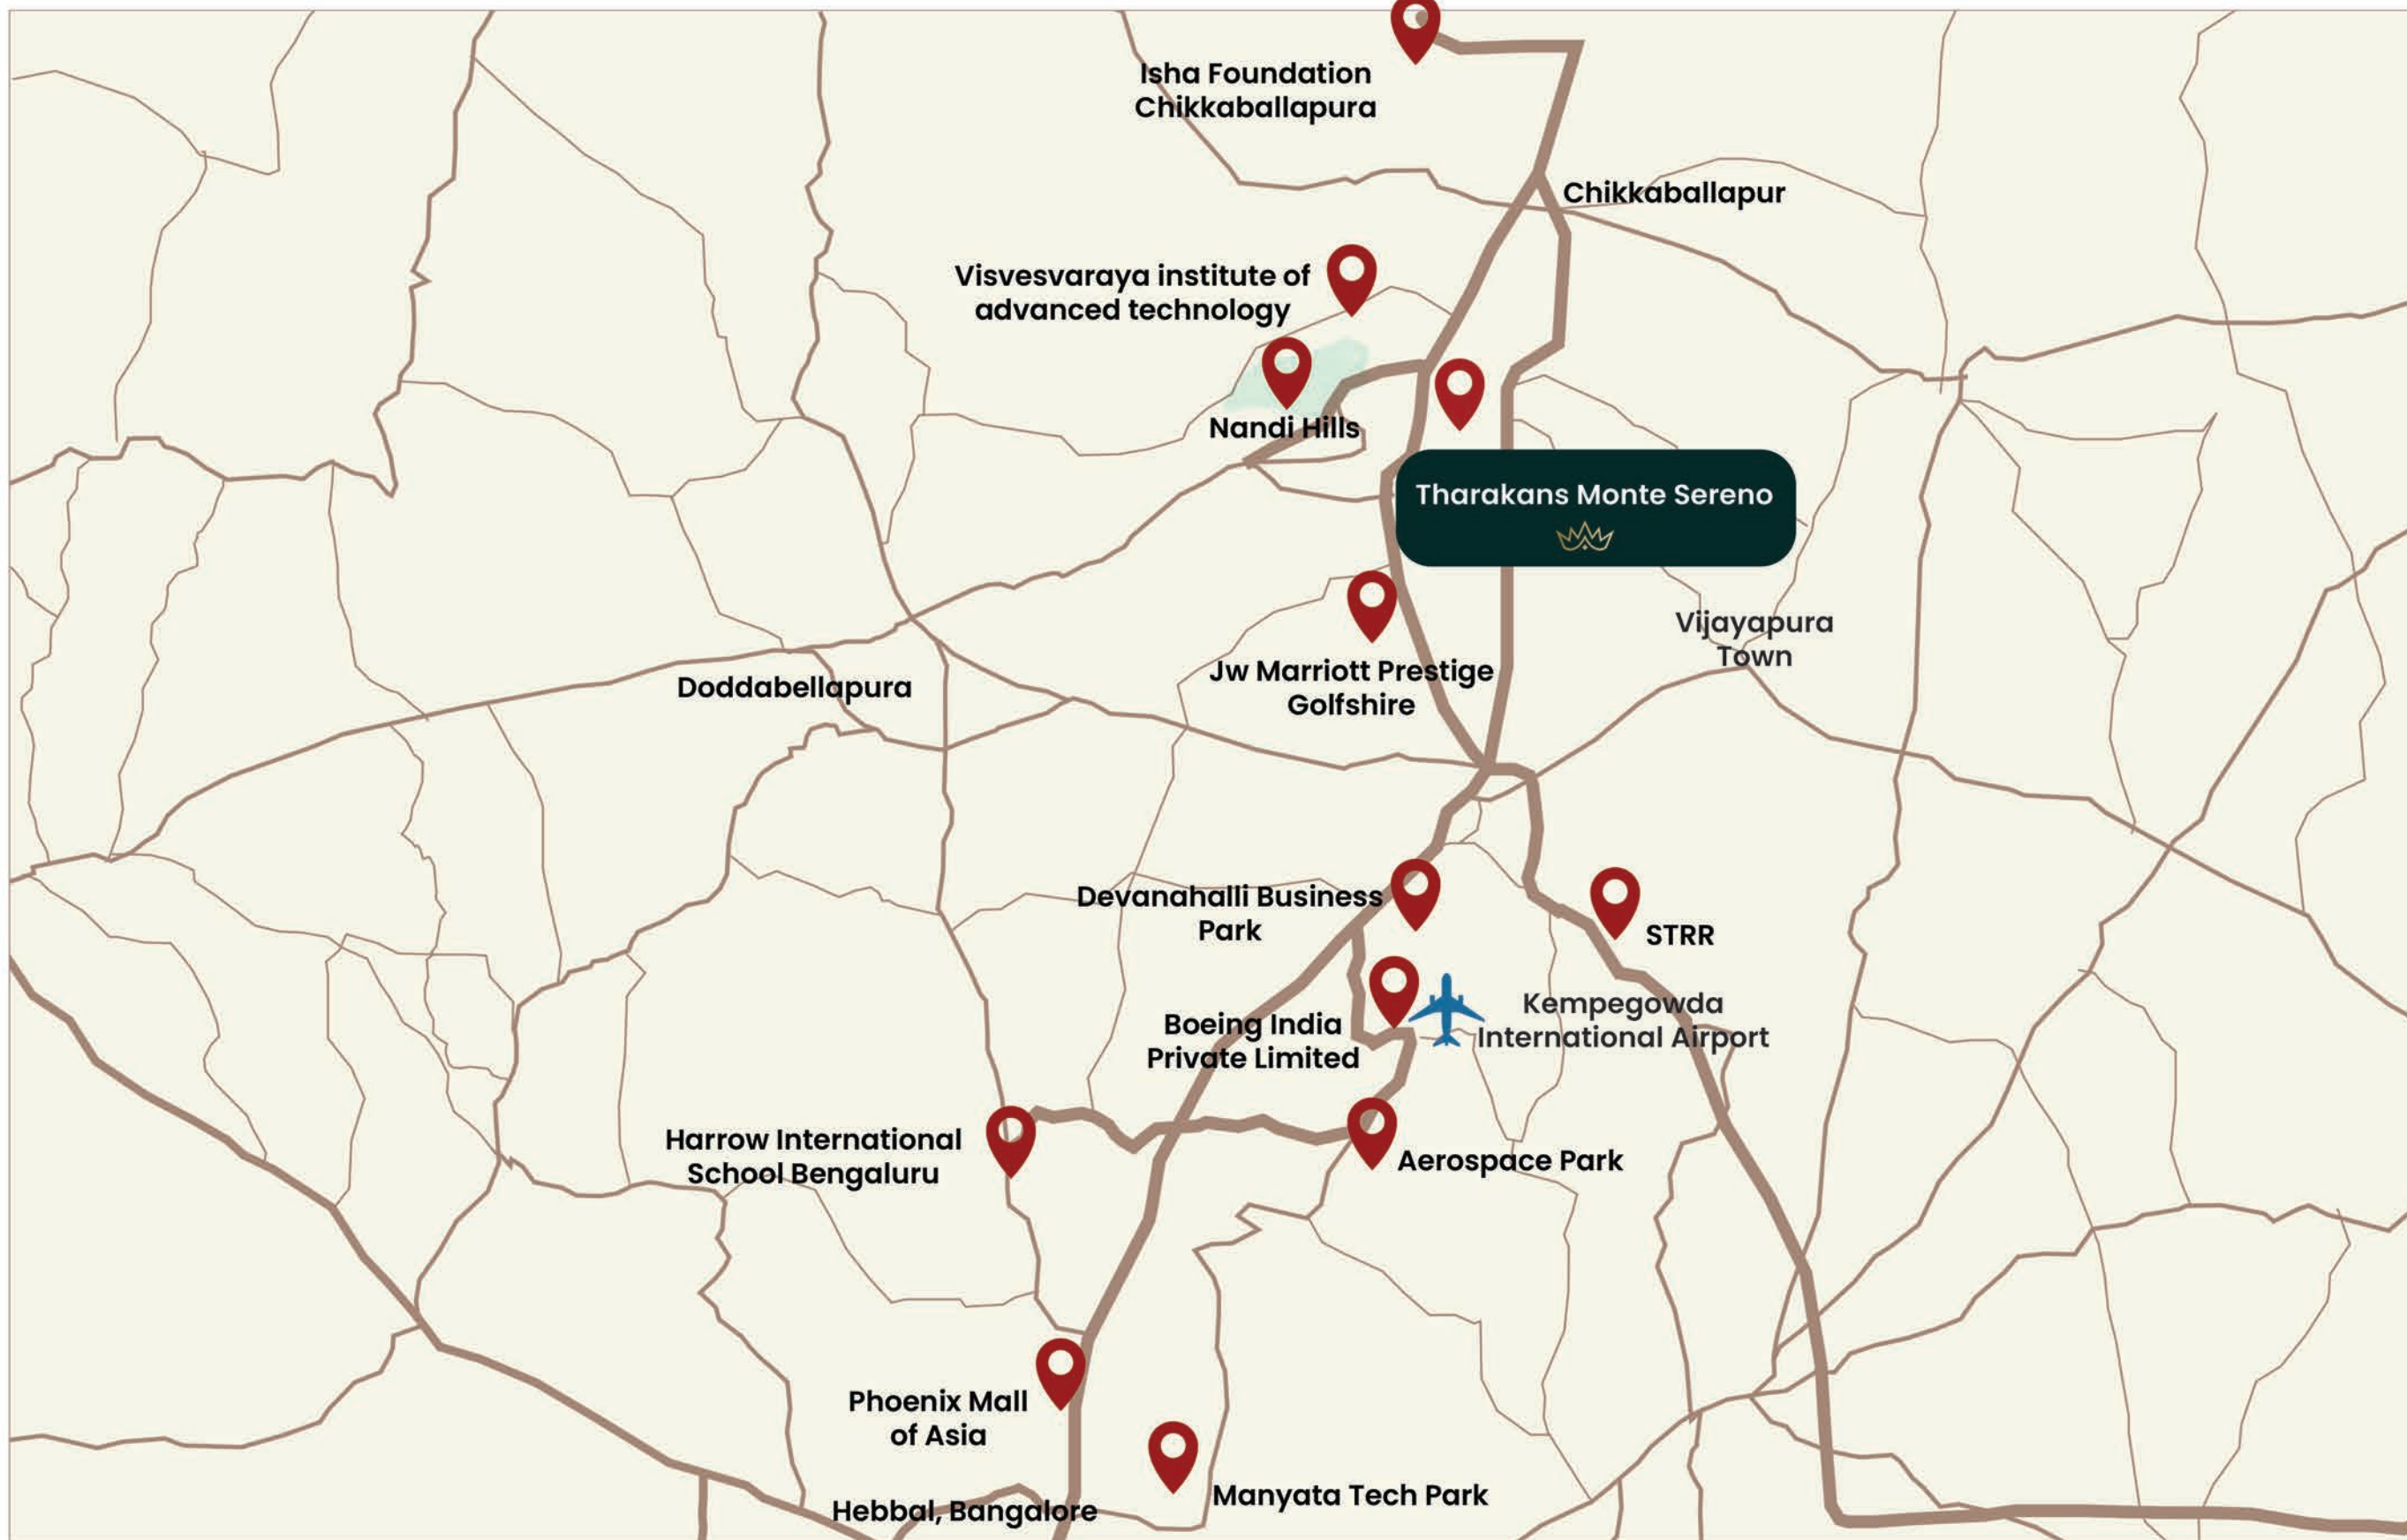 Isha Foundation
Chikkaballapura
Chikkaballapur
Visvesvaraya institute of
advanced technology
Nandi Hills
Tharakans Monte Sereno
Vijayapura
Town
Jw Marriott Prestige
Golfshire
Doddabellapura
Devanahalli Business
Park
STRR
Kempegowda
International Airport
Boeing India
Private Limited
Harrow International
School Bengaluru
Aerospace Park
Phoenix Mall
of Asia
Manyata Tech Park
Hebbal, Bangalore